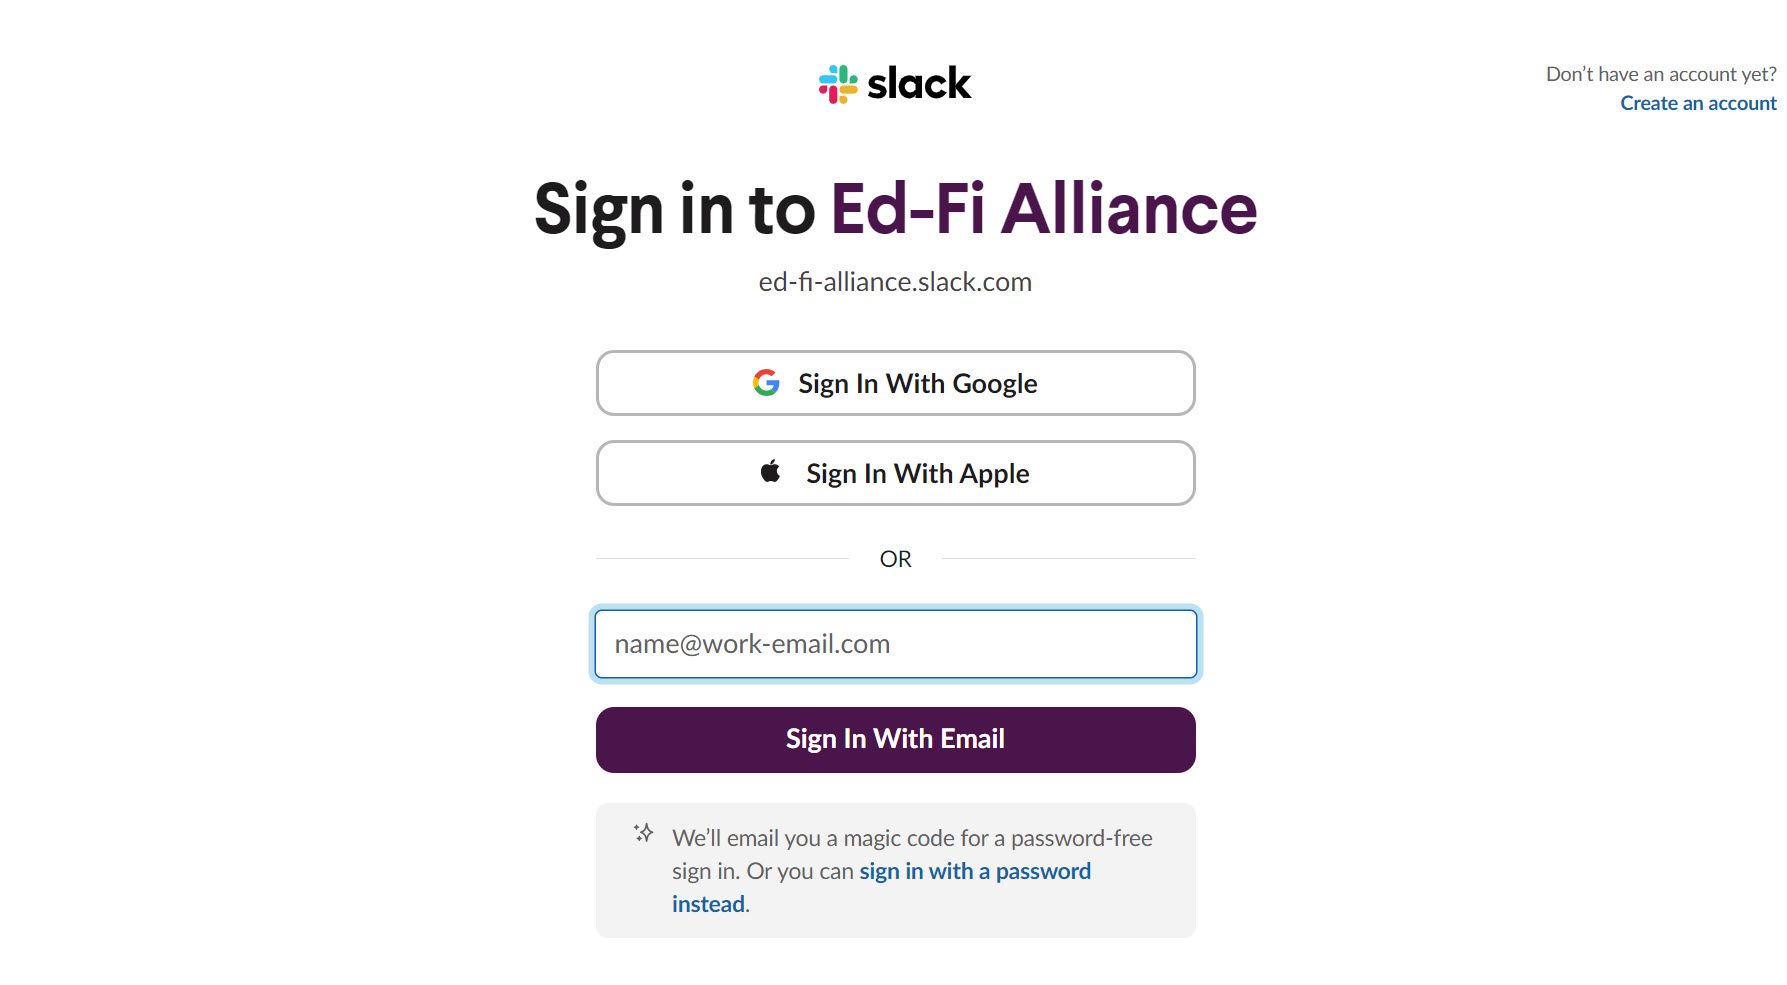 slack
Don’t have an account yet?
Create an account
Sign in to Ed-Fi Alliance
ed-fi-alliance.slack.com
Sign In With Google
Sign In With Apple
OR
name@work-email.com
Sign In With Email
We’ll email you a magic code for a password-free
sign in. Or you can sign in with a password
instead.